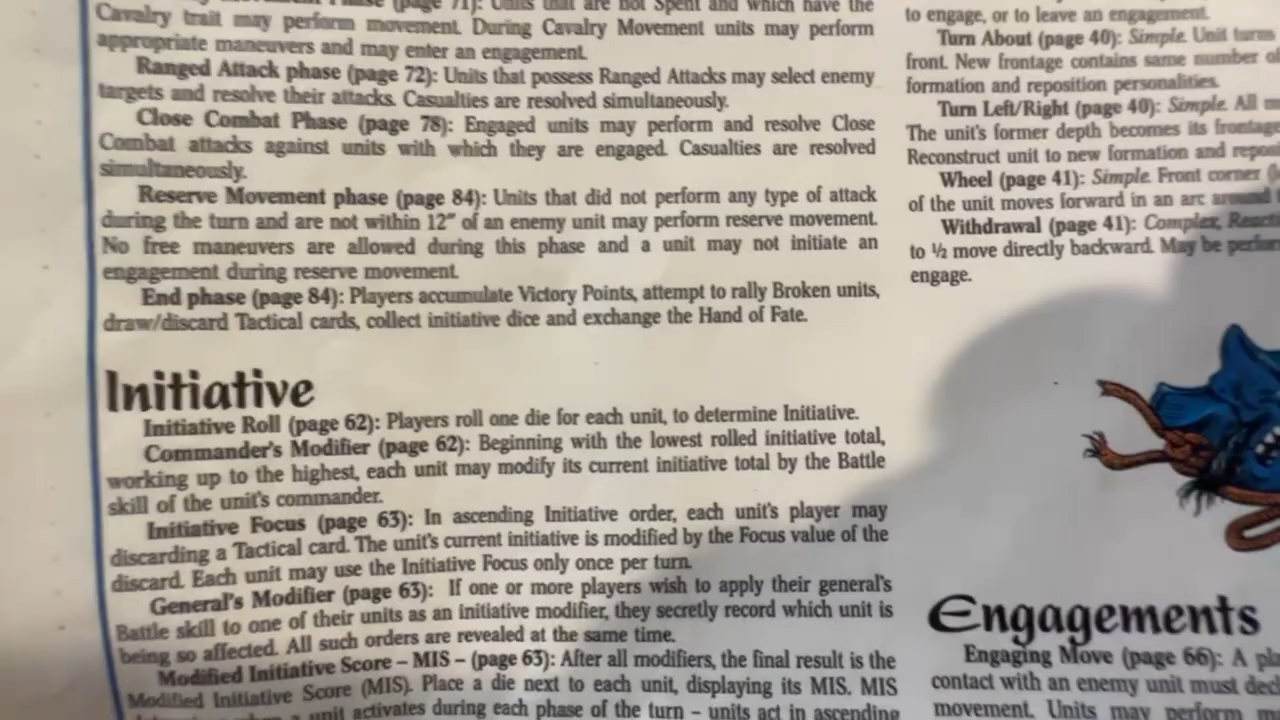 Movement Phase (page 71): Units that are not Spent and which have the
Cavalry trait may perform movement. During Cavalry Movement units may perform
appropriate maneuvers and may enter an engagement.
Ranged Attack phase (page 72): Units that possess Ranged Attacks may select enemy
targets and resolve their attacks. Casualties are resolved simultaneously.
Close Combat Phase (page 78): Engaged units may perform and resolve Close
Combat attacks against units with which they are engaged. Casualties are resolved
simultaneously.
Reserve Movement phase (page 84): Units that did not perform any type of attack
during the turn and are not within 12" of an enemy unit may perform reserve movement.
No free maneuvers are allowed during this phase and a unit may not initiate an
engagement during reserve movement.
End phase (page 84): Players accumulate Victory Points, attempt to rally Broken units,
draw/discard Tactical cards, collect initiative dice and exchange the Hand of Fate.
Initiative
Initiative Roll (page 62): Players roll one die for each unit, to determine Initiative.
Commander's Modifier (page 62): Beginning with the lowest rolled initiative total,
working up to the highest, each unit may modify its current initiative total by the Battle
skill of the unit's commander.
Initiative Focus (page 63): In ascending Initiative order, each unit's player may
discarding a Tactical card. The unit's current initiative is modified by the Focus value of the
discard. Each unit may use the Initiative Focus only once per turn.
General's Modifier (page 63): If one or more players wish to apply their general's
Battle skill to one of their units as an initiative modifier, they secretly record which unit is
being so affected. All such orders are revealed at the same time.
Modified Initiative Score – MIS – (page 63): After all modifiers, the final result is the
Modified Initiative Score (MIS). Place a die next to each unit, displaying its MIS. MIS
a unit activates during each phase of the turn – units act in ascending
to engage, or to leave an engagement.
Turn About (page 40): Simple. Unit turns
front. New frontage contains same number
formation and reposition personalities.
Turn Left/Right (page 40): Simple. All
The unit's former depth becomes its frontage
Reconstruct unit to new formation and
Wheel (page 41): Simple. Front corner
of the unit moves forward in an arc around
Withdrawal (page 41): Complex,
to ½ move directly backward. May be
engage.
Engagements
Engaging Move (page 66): A
contact with an enemy unit must
movement. Units may perform